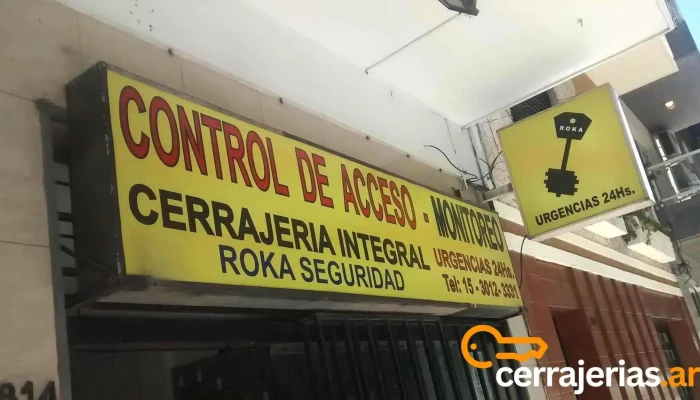 CONTROL DE ACCESO - MONITOREO
CERRAJERIA INTEGRAL
URGENCIAS 24Hs.
ROKA SEGURIDAD
Tel: 15 - 3012-3331
ROKA
URGENCIAS 24Hs.
814
cerrajerias.ar